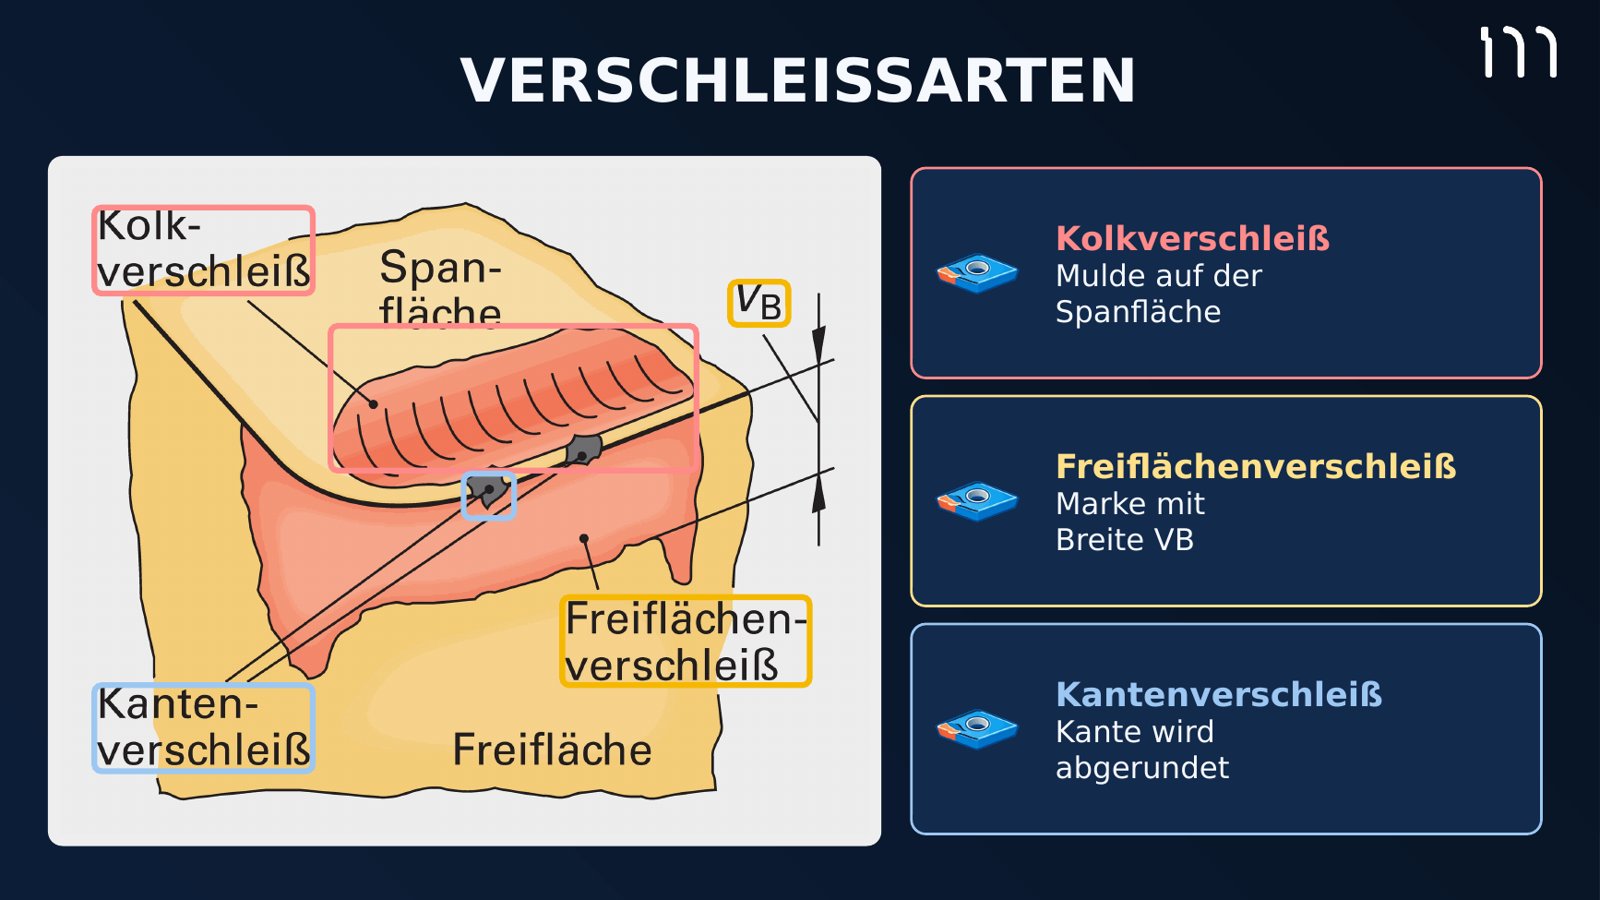 VERSCHLEISSARTEN
m
Kolk-
verschleiß
Span-
fläche
VB
Freiflächen-
verschleiß
Kanten-
verschleiß
Freifläche
Kolkverschleiß
Mulde auf der
Spanfläche
Freiflächenverschleiß
Marke mit
Breite VB
Kantenverschleiß
Kante wird
abgerundet